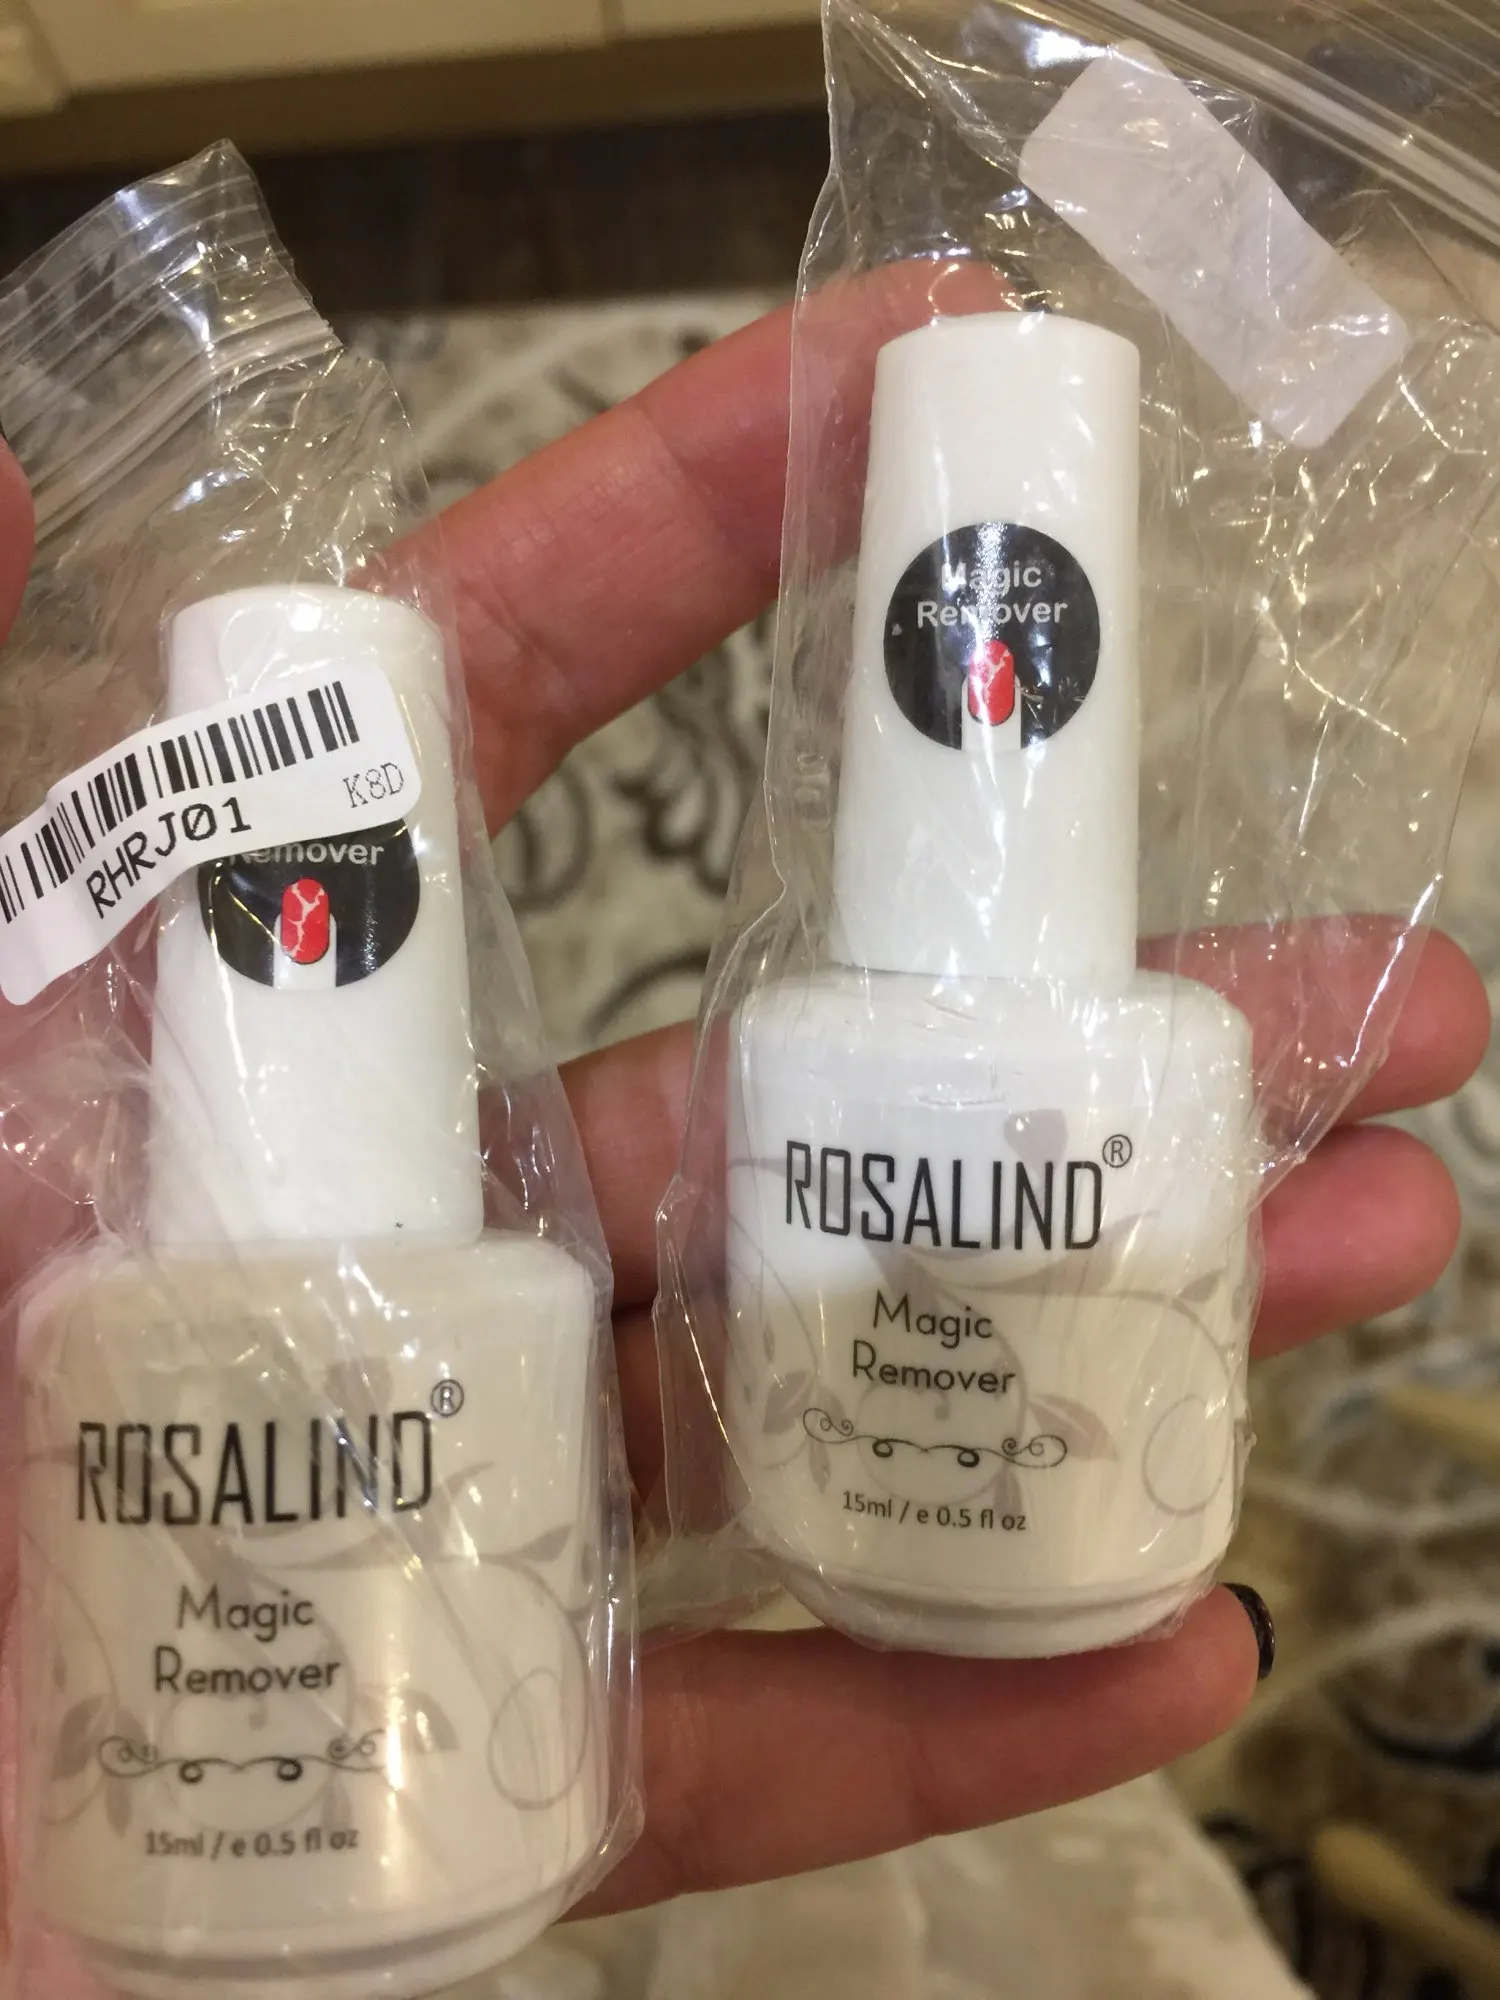 K8D
RHRJ01
Remover
ROSALIND®
Magic
Remover
15ml / e 0.5 fl oz
Magic
Remover
ROSALIND®
Magic
Remover
15ml / e 0.5 fl oz